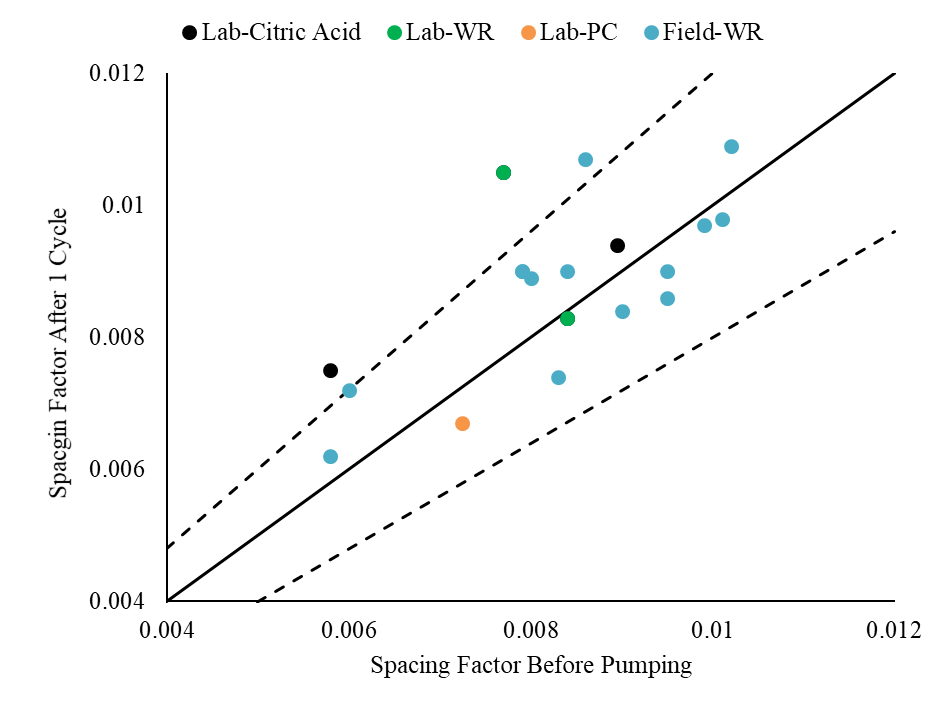 Lab-Citric Acid Lab-WR Lab-PC Field-WR
0.012
0.01
0.008
0.006
0.004
Spacgin Factor After 1 Cycle
0.004 0.006 0.008 0.01 0.012
Spacing Factor Before Pumping